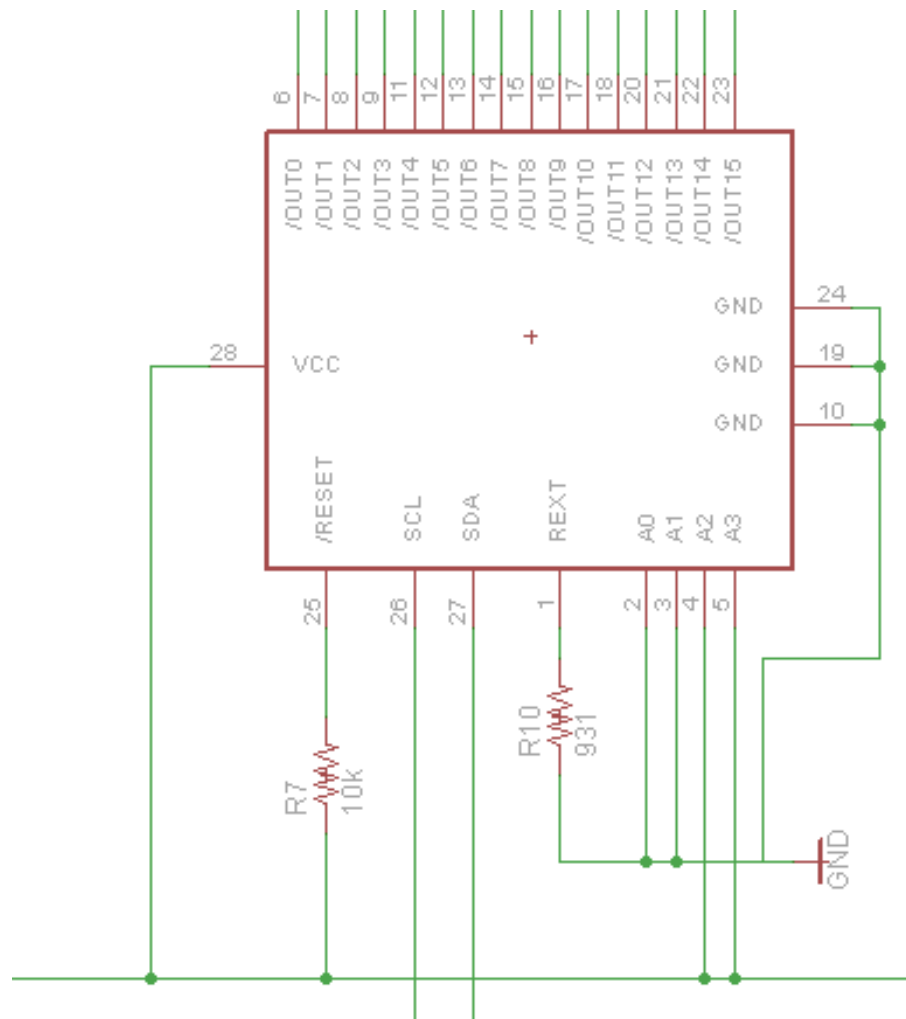 6
7
8
9
11
12
13
14
15
16
17
18
20
21
22
23
/OUT0
/OUT1
/OUT2
/OUT3
/OUT4
/OUT5
/OUT6
/OUT7
/OUT8
/OUT9
/OUT10
/OUT11
/OUT12
/OUT13
/OUT14
/OUT15
GND
24
28
VCC
GND
19
GND
10
/RESET
SCL
SDA
REXT
A0
A1
A2
A3
25
26
27
1
2
3
4
5
R10
931
R7
10k
GND